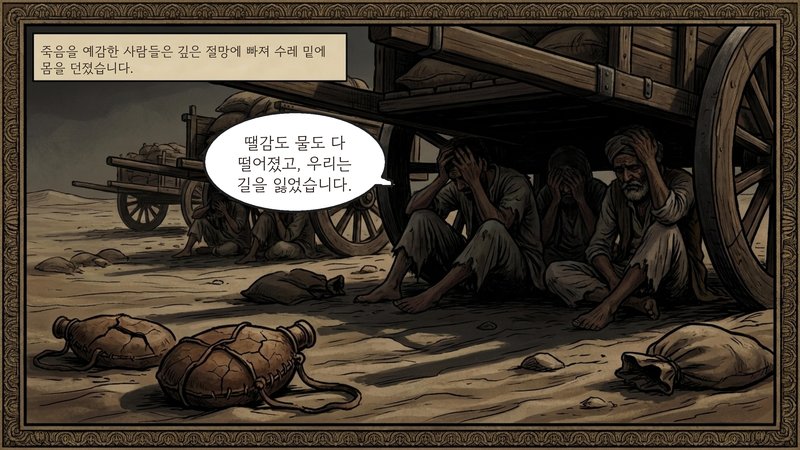 죽음을 예감한 사람들은 깊은 절망에 빠져 수레 밑에
몸을 던졌습니다.
땔감도 물도 다
떨어졌고, 우리는
길을 잃었습니다.